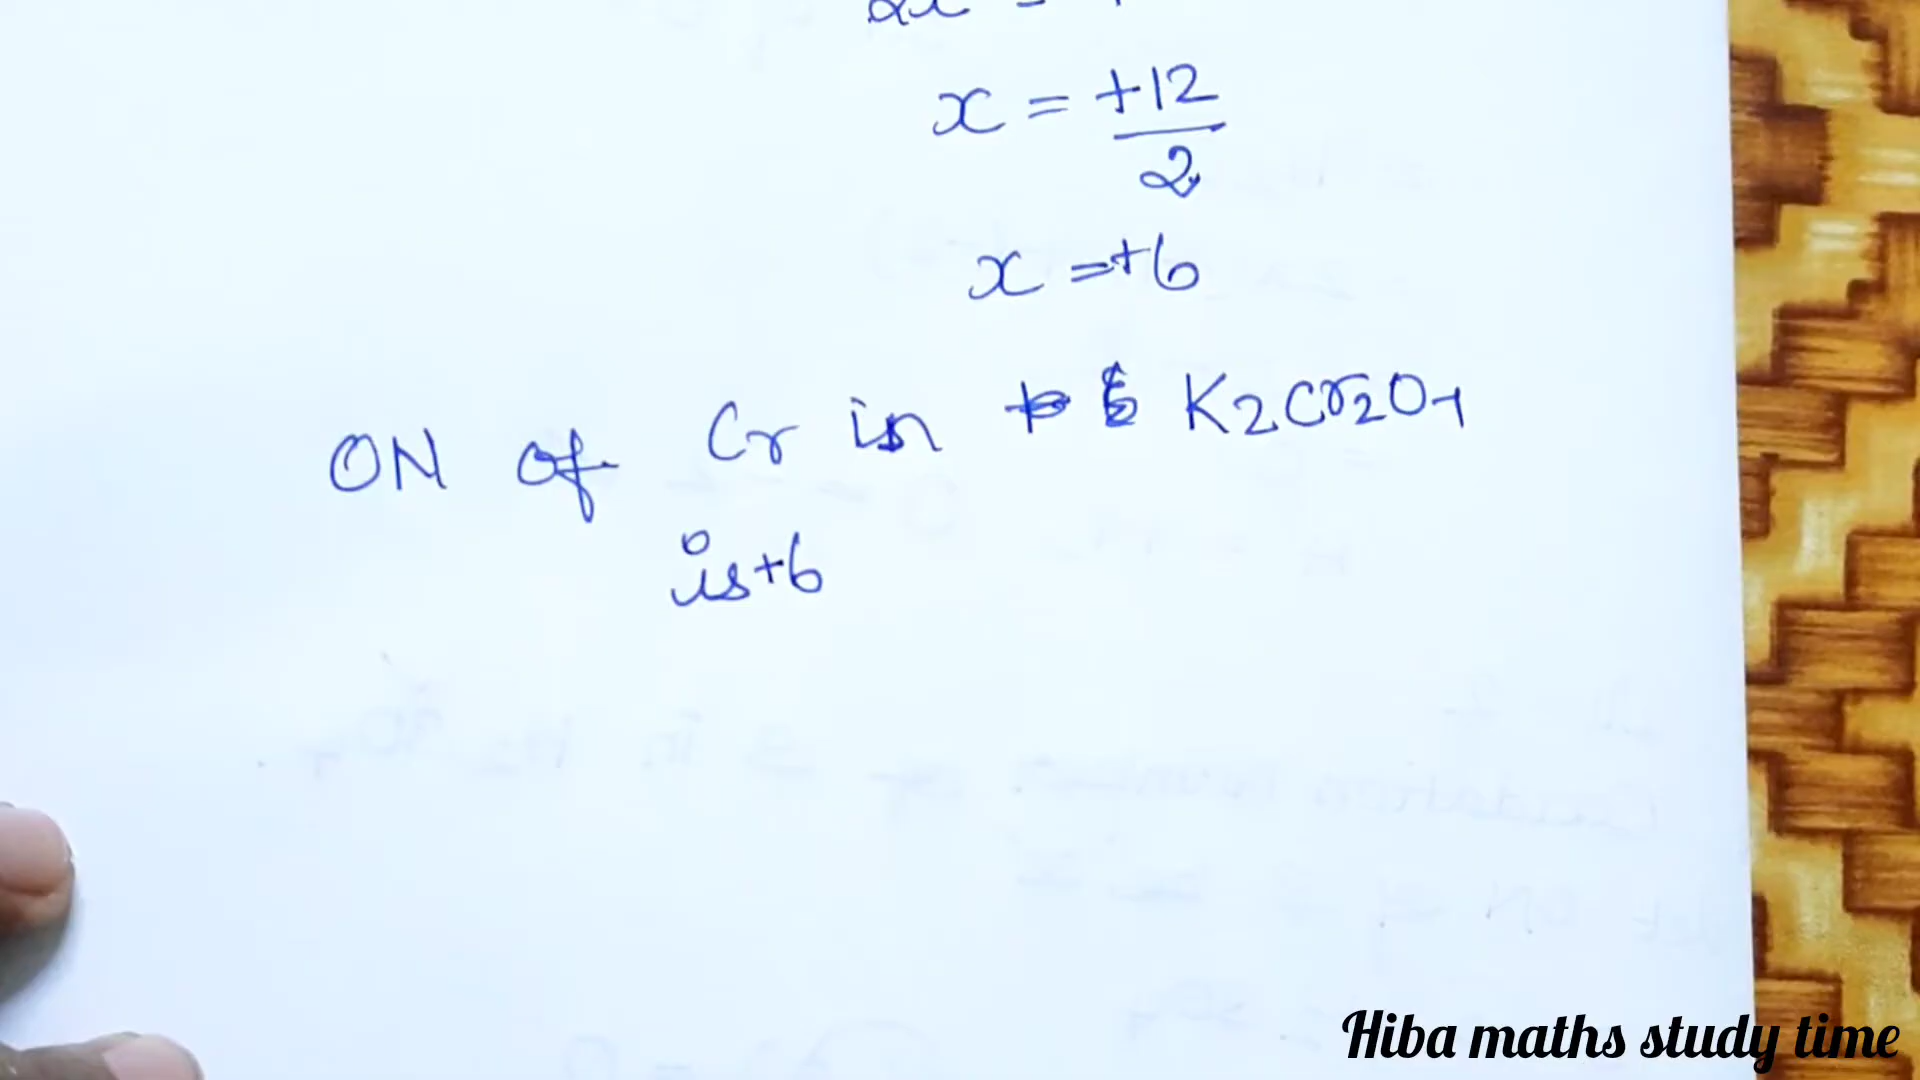 x = +12
2
x = +6
ON of Cr in K2Cr2O7
is +6
Hiba maths study time